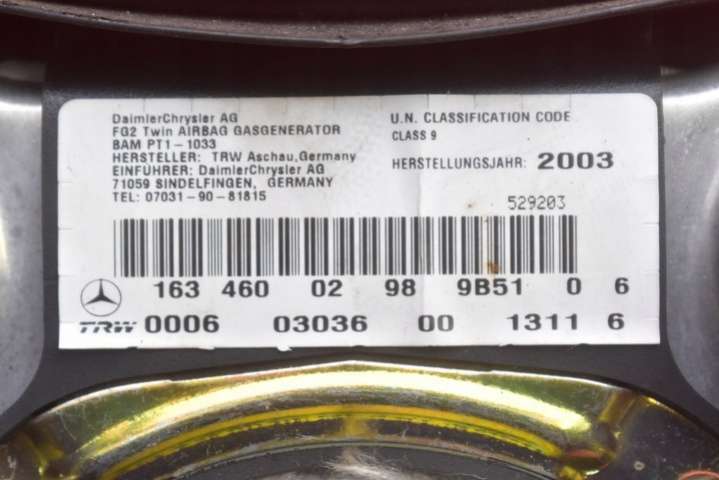 DaimlerChrysler AG
FG2 Twin AIRBAG GASGENERATOR
BAM PT1-1033
HERSTELLER: TRW Aschau,Germany
EINFÜHRER: DaimlerChrysler AG
71059 SINDELFINGEN, GERMANY
TEL: 07031-90-81815
U.N. CLASSIFICATION CODE
CLASS 9
HERSTELLUNGSJAHR: 2003
529203
163 460 02 98 9B51 0 6
TRW 0006 03036 00 1311 6